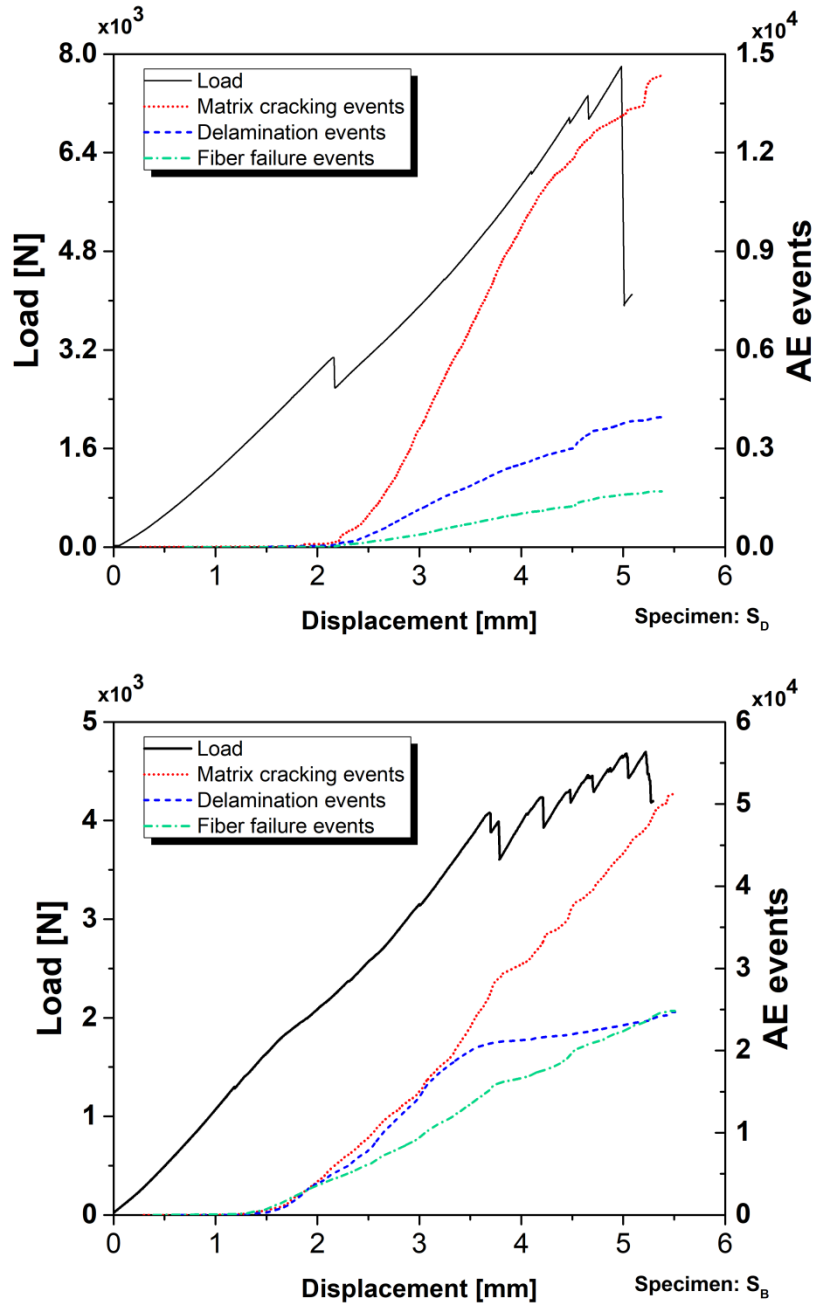 x10³
x10⁴
8.0
1.5
Load
Matrix cracking events
Delamination events
Fiber failure events
6.4
1.2
4.8
0.9
Load [N]
AE events
3.2
0.6
1.6
0.3
0.0
0.0
0 1 2 3 4 5 6
Displacement [mm]
Specimen: S_D
x10³
x10⁴
5
6
Load
Matrix cracking events
Delamination events
Fiber failure events
4
5
4
3
Load [N]
AE events
3
2
2
1
1
0
0
0 1 2 3 4 5 6
Displacement [mm]
Specimen: S_B